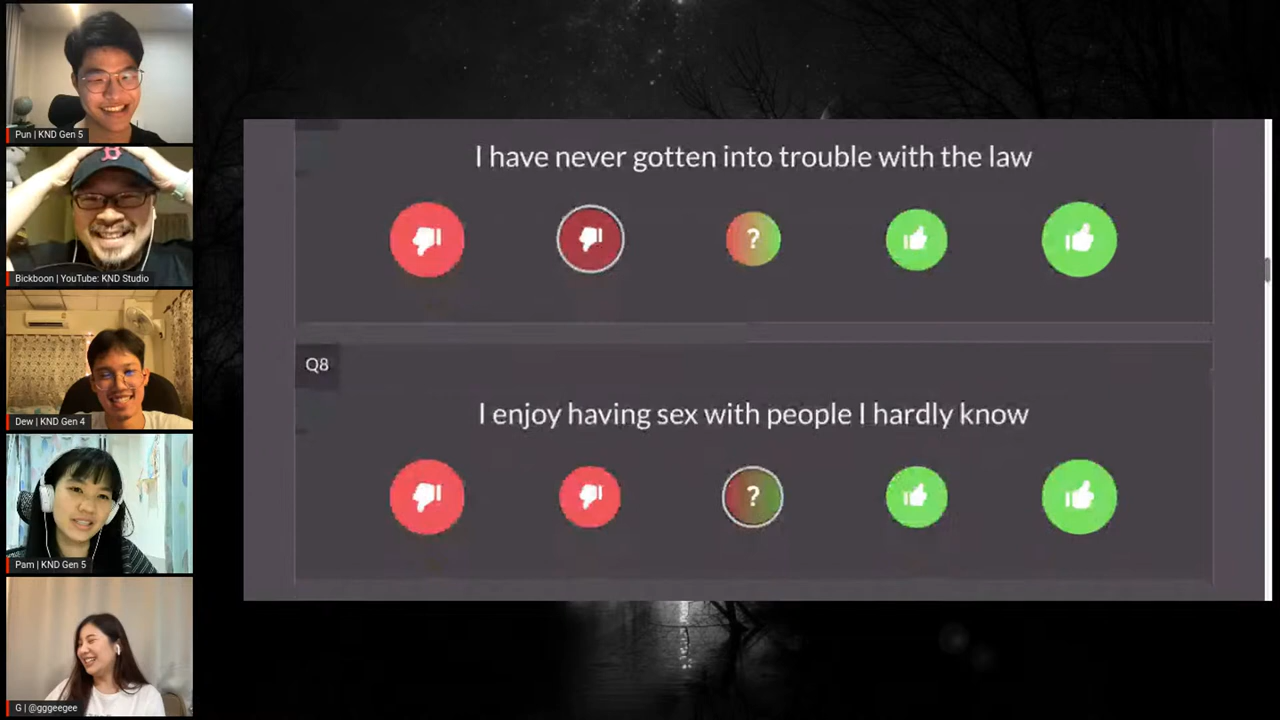 Pun | KND Gen 5
Bickboon | YouTube: KND Studio
Dew | KND Gen 4
Pam | KND Gen 5
G | @gggeegee
I have never gotten into trouble with the law
?
Q8
I enjoy having sex with people I hardly know
?